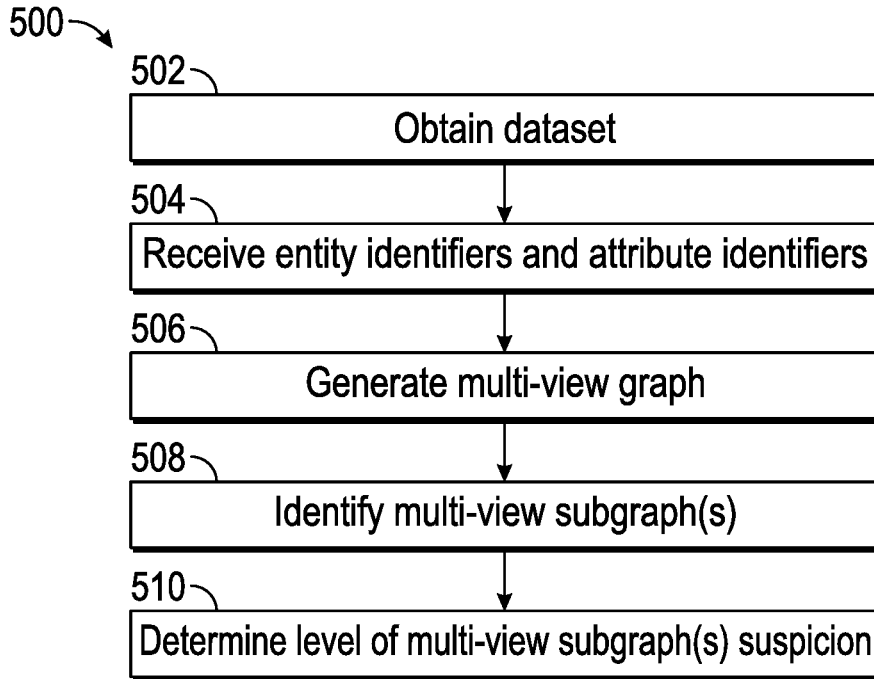 500
502
Obtain dataset
504
Receive entity identifiers and attribute identifiers
506
Generate multi-view graph
508
Identify multi-view subgraph(s)
510
Determine level of multi-view subgraph(s) suspicion